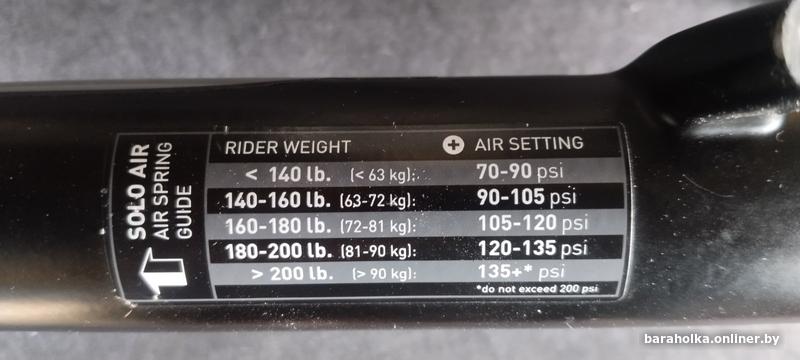 SOLO AIR
AIR SPRING
GUIDE
RIDER WEIGHT + AIR SETTING
< 140 lb. (< 63 kg): 70-90 psi
140-160 lb. (63-72 kg): 90-105 psi
160-180 lb. (72-81 kg): 105-120 psi
180-200 lb. (81-90 kg): 120-135 psi
> 200 lb. (> 90 kg): 135+* psi
*do not exceed 200 psi
baraholka.onliner.by